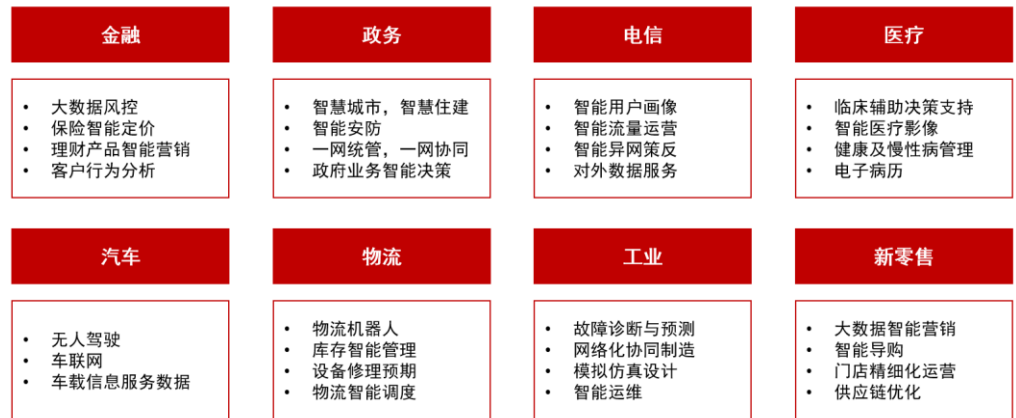 金融
政务
电信
医疗
• 大数据风控
• 保险智能定价
• 理财产品智能营销
• 客户行为分析
• 智慧城市，智慧住建
• 智能安防
• 一网统管，一网协同
• 政府业务智能决策
• 智能用户画像
• 智能流量运营
• 智能异网策反
• 对外数据服务
• 临床辅助决策支持
• 智能医疗影像
• 健康及慢性病管理
• 电子病历
汽车
物流
工业
新零售
• 无人驾驶
• 车联网
• 车载信息服务数据
• 物流机器人
• 库存智能管理
• 设备修理预期
• 物流智能调度
• 故障诊断与预测
• 网络化协同制造
• 模拟仿真设计
• 智能运维
• 大数据智能营销
• 智能导购
• 门店精细化运营
• 供应链优化